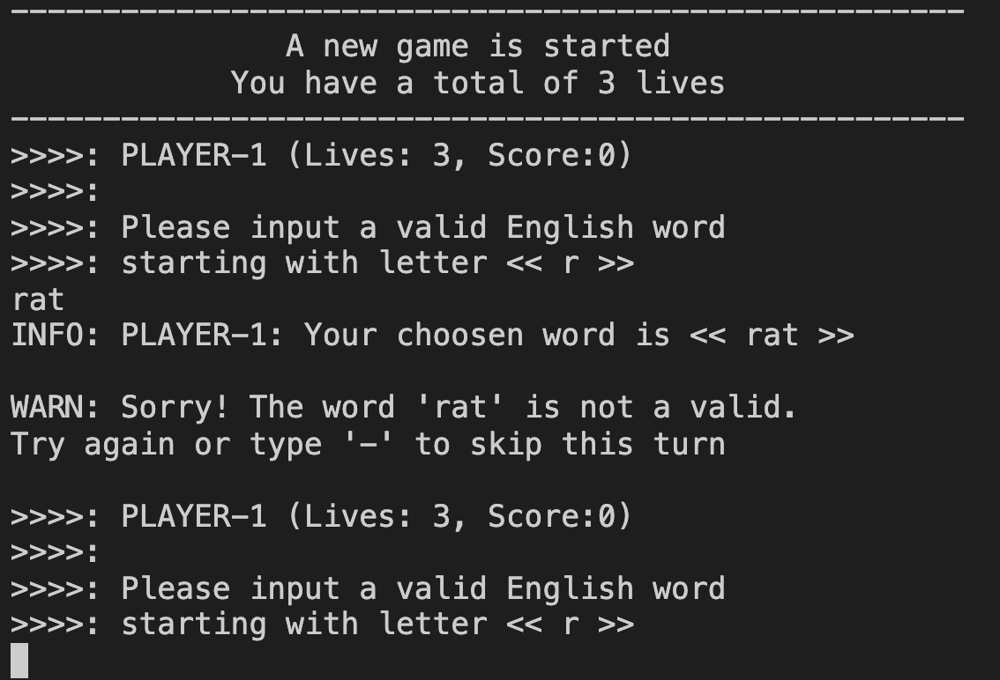 ----------------------------------------------------
A new game is started
You have a total of 3 lives
----------------------------------------------------
>>>>: PLAYER-1 (Lives: 3, Score:0)
>>>>:
>>>>: Please input a valid English word
>>>>: starting with letter << r >>
rat
INFO: PLAYER-1: Your choosen word is << rat >>
WARN: Sorry! The word 'rat' is not a valid.
Try again or type '-' to skip this turn
>>>>: PLAYER-1 (Lives: 3, Score:0)
>>>>:
>>>>: Please input a valid English word
>>>>: starting with letter << r >>